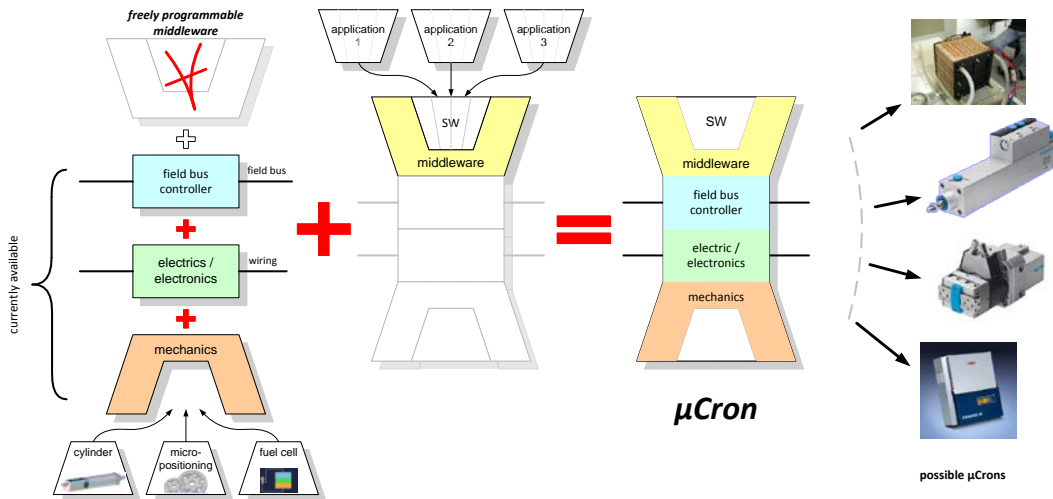 freely programmable
middleware
field bus
controller
field bus
electrics /
electronics
wiring
mechanics
currently available
cylinder
micro-
positioning
fuel cell
application
1
application
2
application
3
SW
middleware
SW
middleware
field bus
controller
electric /
electronics
mechanics
µCron
possible µCrons